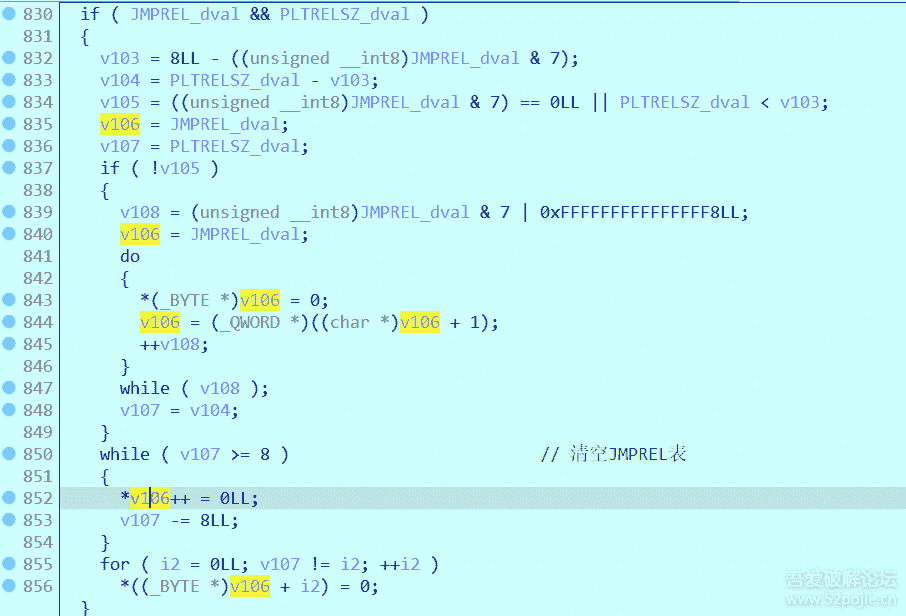 830 if ( JMPREL_dval && PLTRELSZ_dval )
831 {
832 v103 = 8LL - ((unsigned __int8)JMPREL_dval & 7);
833 v104 = PLTRELSZ_dval - v103;
834 v105 = ((unsigned __int8)JMPREL_dval & 7) == 0LL || PLTRELSZ_dval < v103;
835 v106 = JMPREL_dval;
836 v107 = PLTRELSZ_dval;
837 if ( !v105 )
838 {
839 v108 = (unsigned __int8)JMPREL_dval & 7 | 0xFFFFFFFFFFFFFFF8LL;
840 v106 = JMPREL_dval;
841 do
842 {
843 *(_BYTE *)v106 = 0;
844 v106 = (_QWORD *)((char *)v106 + 1);
845 ++v108;
846 }
847 while ( v108 );
848 v107 = v104;
849 }
850 while ( v107 >= 8 ) // 清空JMPREL表
851 {
852 *v106++ = 0LL;
853 v107 -= 8LL;
854 }
855 for ( i2 = 0LL; v107 != i2; ++i2 )
856 *((_BYTE *)v106 + i2) = 0;
}
吾爱破解论坛
www.52pojie.cn